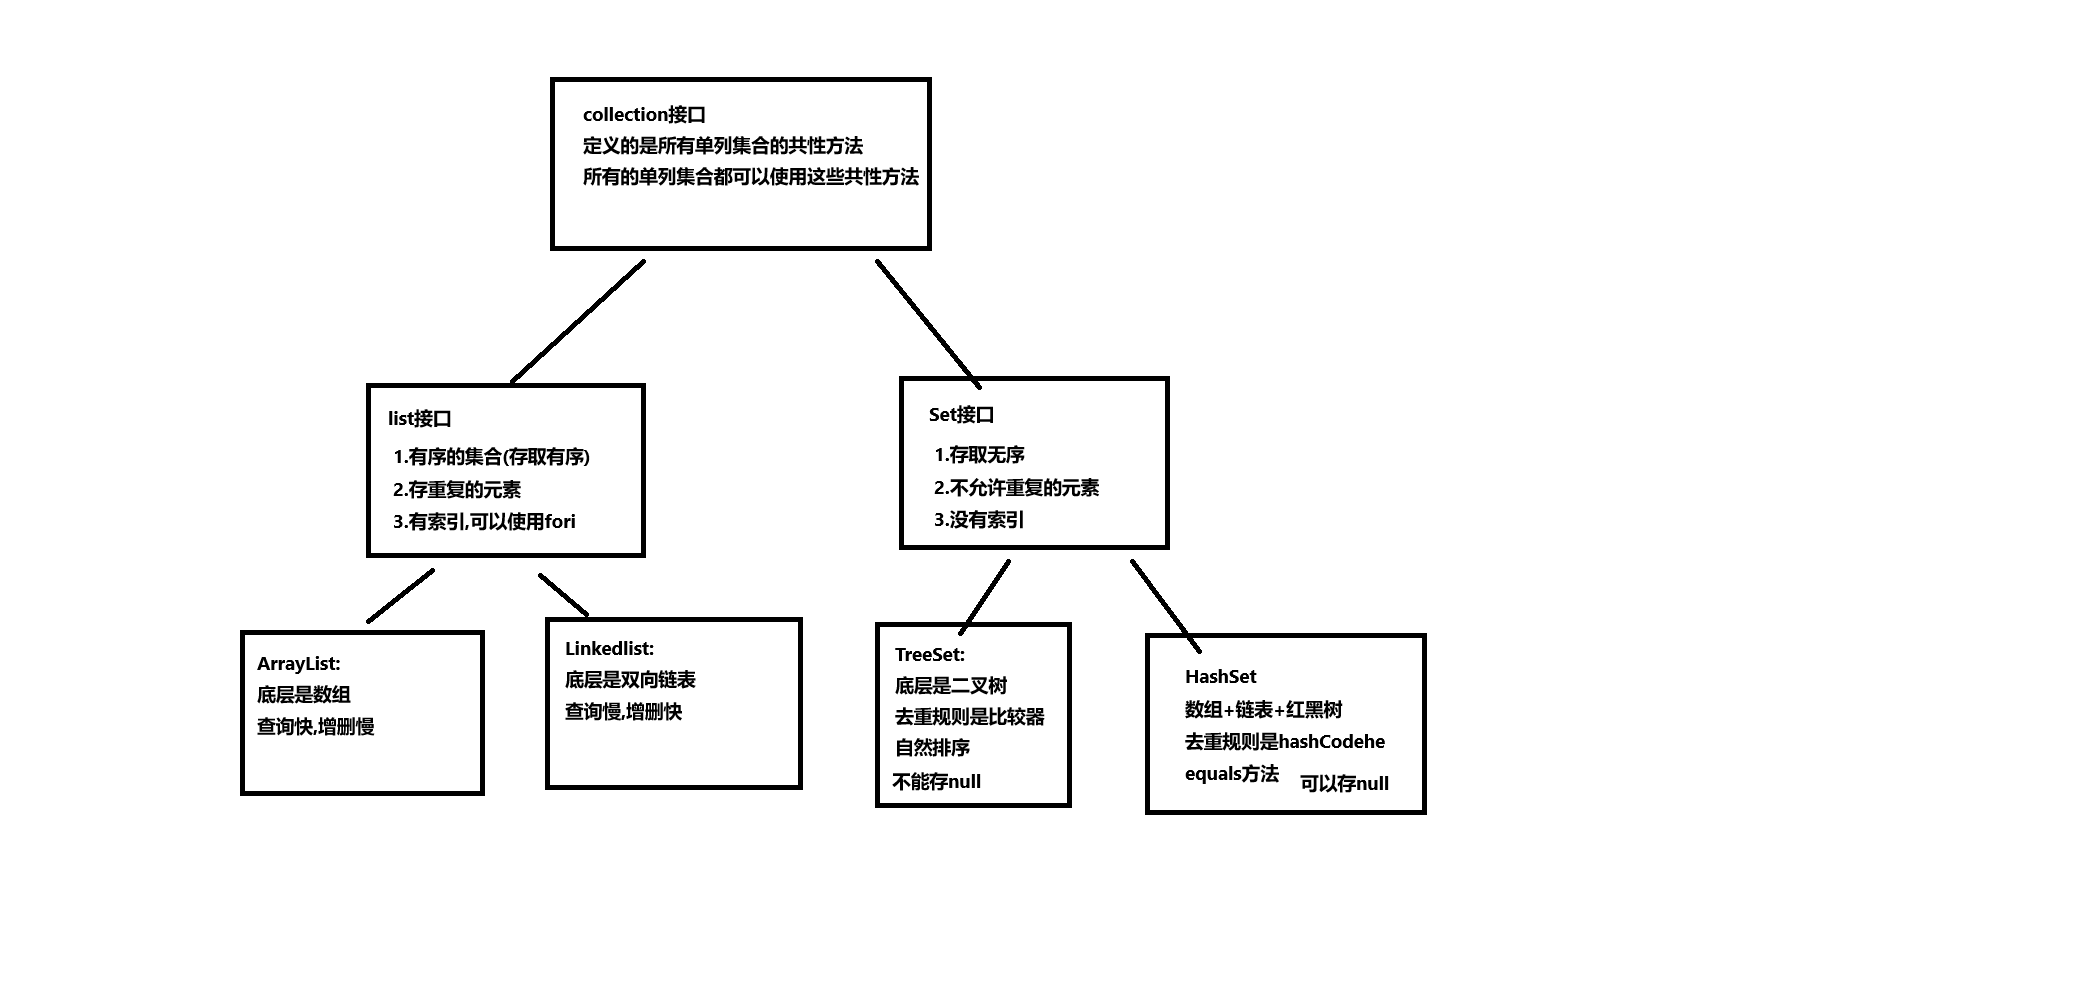 collection接口
定义的是所有单列集合的共性方法
所有的单列集合都可以使用这些共性方法
list接口
1.有序的集合(存取有序)
2.存重复的元素
3.有索引,可以使用fori
Set接口
1.存取无序
2.不允许重复的元素
3.没有索引
ArrayList:
底层是数组
查询快,增删慢
Linkedlist:
底层是双向链表
查询慢,增删快
TreeSet:
底层是二叉树
去重规则是比较器
自然排序
不能存null
HashSet
数组+链表+红黑树
去重规则是hashCodehe
equals方法
可以存null